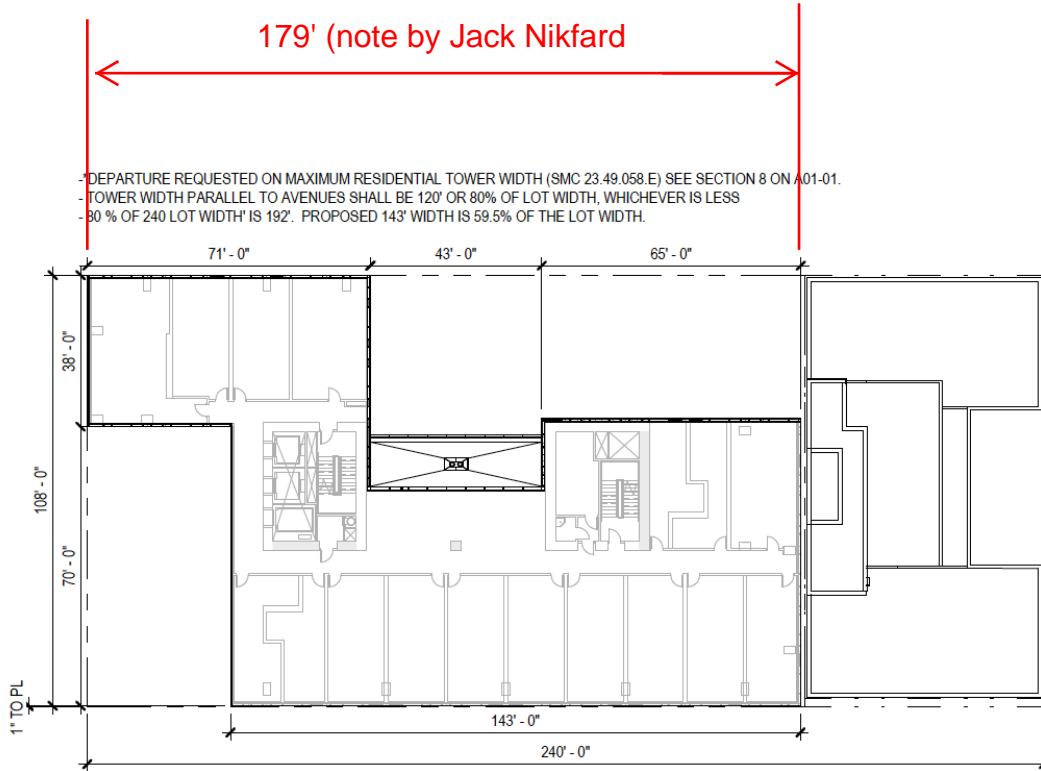 179' (note by Jack Nikfard
-*DEPARTURE REQUESTED ON MAXIMUM RESIDENTIAL TOWER WIDTH (SMC 23.49.058.E) SEE SECTION 8 ON A01-01.
- TOWER WIDTH PARALLEL TO AVENUES SHALL BE 120' OR 80% OF LOT WIDTH, WHICHEVER IS LESS
- 80 % OF 240 LOT WIDTH' IS 192'. PROPOSED 143' WIDTH IS 59.5% OF THE LOT WIDTH.
71' - 0"
43' - 0"
65' - 0"
38' - 0"
108' - 0"
70' - 0"
1" TO PL
143' - 0"
240' - 0"